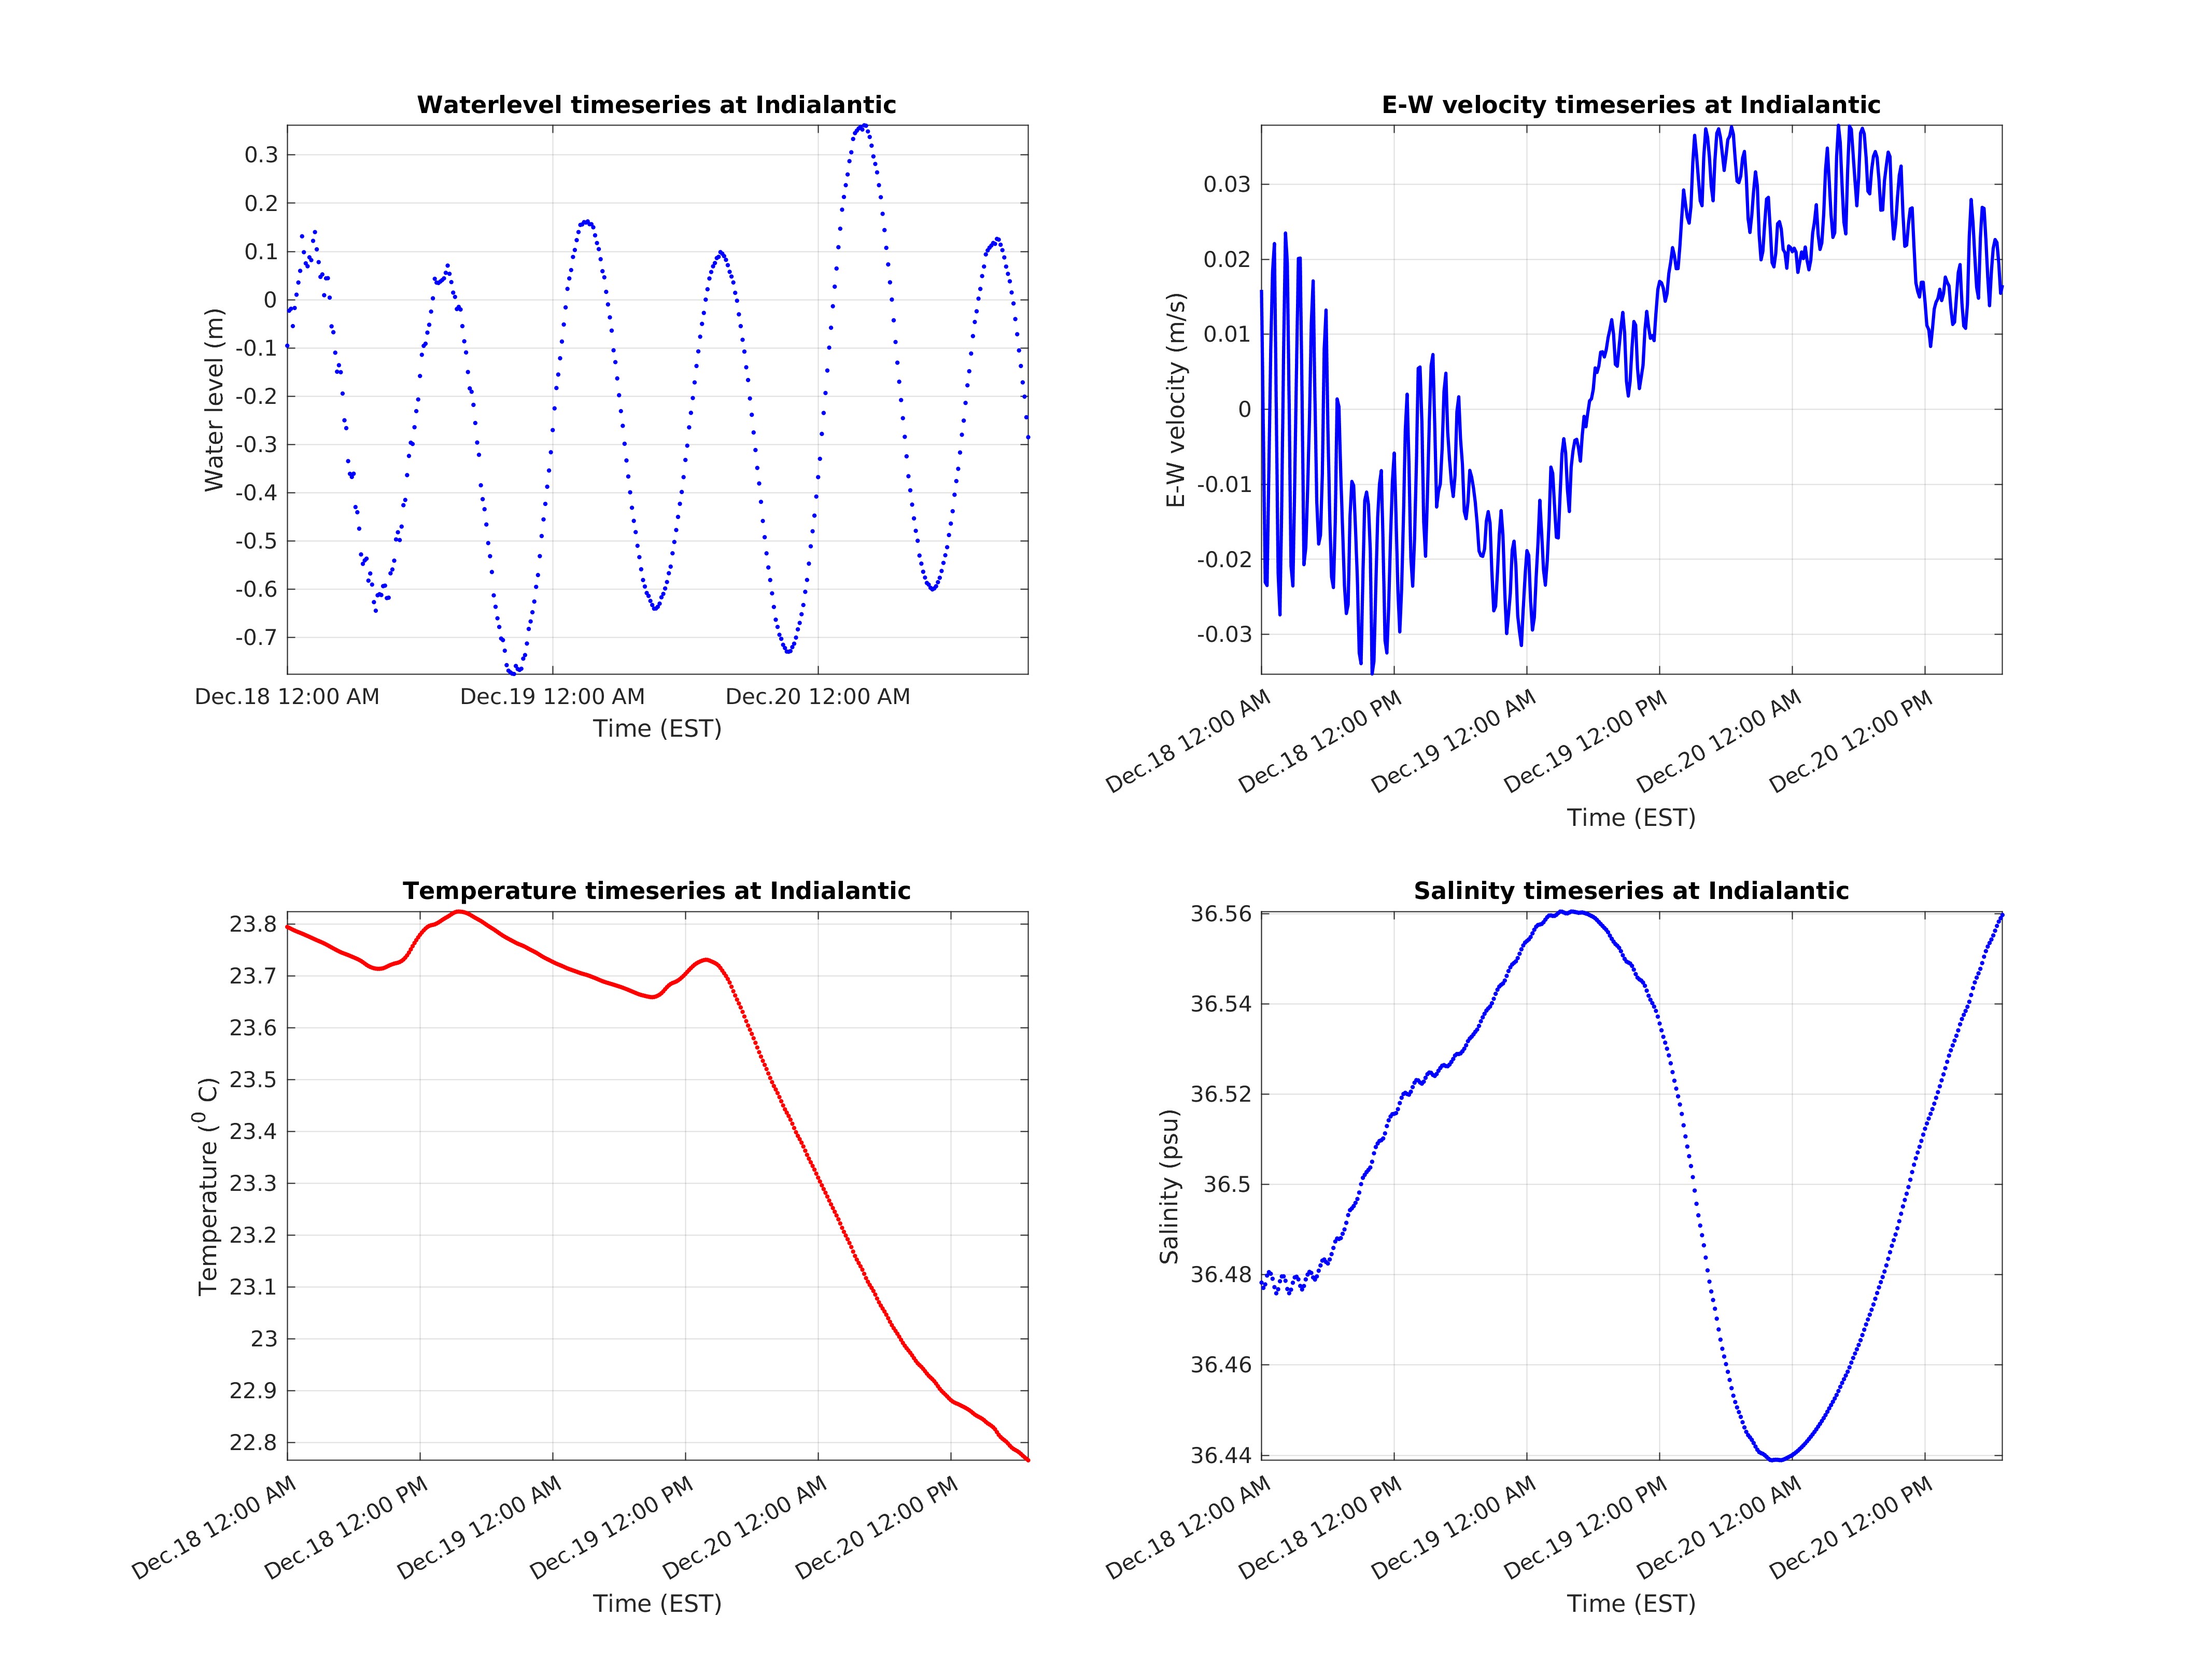 Waterlevel timeseries at Indialantic
0.3
0.2
0.1
0
-0.1
-0.2
-0.3
-0.4
-0.5
-0.6
-0.7
Water level (m)
Dec.18 12:00 AM
Dec.19 12:00 AM
Dec.20 12:00 AM
Time (EST)
E-W velocity timeseries at Indialantic
0.03
0.02
0.01
0
-0.01
-0.02
-0.03
E-W velocity (m/s)
Dec.18 12:00 AM
Dec.18 12:00 PM
Dec.19 12:00 AM
Dec.19 12:00 PM
Dec.20 12:00 AM
Dec.20 12:00 PM
Time (EST)
Temperature timeseries at Indialantic
23.8
23.7
23.6
23.5
23.4
23.3
23.2
23.1
23
22.9
22.8
Temperature (⁰ C)
Dec.18 12:00 AM
Dec.18 12:00 PM
Dec.19 12:00 AM
Dec.19 12:00 PM
Dec.20 12:00 AM
Dec.20 12:00 PM
Time (EST)
Salinity timeseries at Indialantic
36.56
36.54
36.52
36.5
36.48
36.46
36.44
Salinity (psu)
Dec.18 12:00 AM
Dec.18 12:00 PM
Dec.19 12:00 AM
Dec.19 12:00 PM
Dec.20 12:00 AM
Dec.20 12:00 PM
Time (EST)